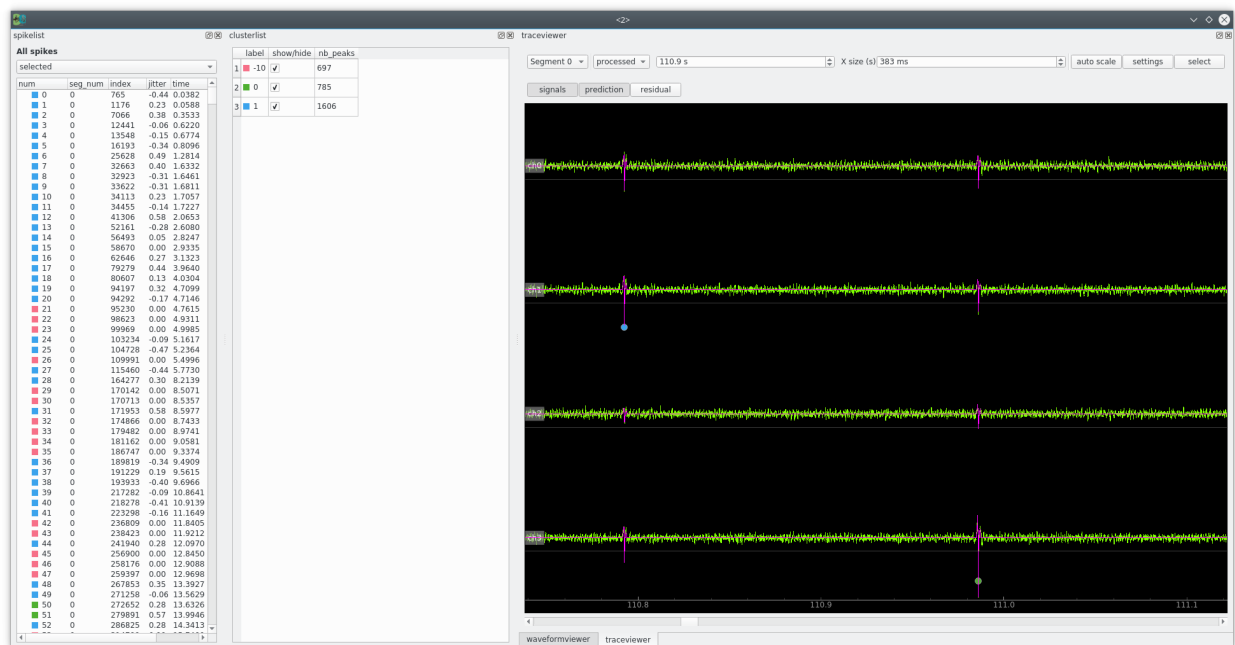 <2>
spikelist
clusterlist
traceviewer
All spikes
selected
num seg_num index jitter time
0 0 765 -0.44 0.0382
1 0 1176 0.23 0.0588
2 0 7066 0.38 0.3533
3 0 12441 -0.06 0.6220
4 0 13548 -0.15 0.6774
5 0 16193 -0.34 0.8096
6 0 25628 0.49 1.2814
7 0 32663 0.40 1.6332
8 0 32923 -0.31 1.6461
9 0 33622 -0.31 1.6811
10 0 34113 0.23 1.7057
11 0 34455 -0.14 1.7227
12 0 41306 0.58 2.0653
13 0 52161 -0.28 2.6080
14 0 56493 0.05 2.8247
15 0 58670 0.00 2.9335
16 0 62646 0.27 3.1323
17 0 79279 0.44 3.9640
18 0 80607 0.13 4.0304
19 0 94197 0.32 4.7099
20 0 94292 -0.17 4.7146
21 0 95230 0.00 4.7615
22 0 98623 0.00 4.9311
23 0 99969 0.00 4.9985
24 0 103234 -0.09 5.1617
25 0 104728 -0.47 5.2364
26 0 109991 0.00 5.4996
27 0 115460 -0.44 5.7730
28 0 164277 0.30 8.2139
29 0 170142 0.00 8.5071
30 0 170713 0.00 8.5357
31 0 171953 0.58 8.5977
32 0 174866 0.00 8.7433
33 0 179482 0.00 8.9741
34 0 181162 0.00 9.0581
35 0 186747 0.00 9.3374
36 0 189819 -0.34 9.4909
37 0 191229 0.19 9.5615
38 0 193933 -0.40 9.6966
39 0 217282 -0.09 10.8641
40 0 218278 -0.41 10.9139
41 0 223298 -0.16 11.1649
42 0 236809 0.00 11.8405
43 0 238423 0.00 11.9212
44 0 241940 0.28 12.0970
45 0 256900 0.00 12.8450
46 0 258176 0.00 12.9088
47 0 259397 0.00 12.9698
48 0 267853 0.35 13.3927
49 0 271258 -0.06 13.5629
50 0 272652 0.28 13.6326
51 0 279891 0.57 13.9946
52 0 286825 0.28 14.3413
label show/hide nb_peaks
1 -10 697
2 0 785
3 1 1606
Segment 0 processed 110.9 s X size (s) 383 ms auto scale settings select
signals prediction residual
ch0
ch1
ch2
ch3
110.8 110.9 111.0 111.1
waveformviewer traceviewer